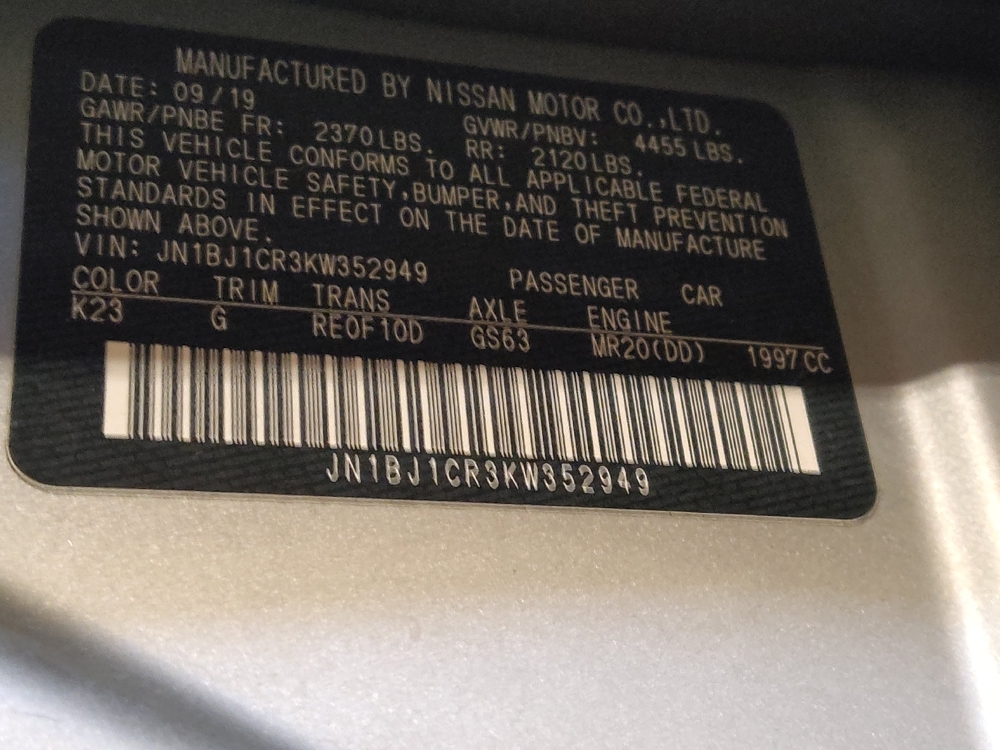 MANUFACTURED BY NISSAN MOTOR CO.,LTD.
DATE: 09/19 GVWR/PNBV: 4455 LBS.
GAWR/PNBE FR: 2370LBS. RR: 2120LBS.
THIS VEHICLE CONFORMS TO ALL APPLICABLE FEDERAL
MOTOR VEHICLE SAFETY,BUMPER,AND THEFT PREVENTION
STANDARDS IN EFFECT ON THE DATE OF MANUFACTURE
SHOWN ABOVE.
VIN: JN1BJ1CR3KW352949 PASSENGER CAR
COLOR TRIM TRANS AXLE ENGINE
K23 G RE0F10D GS63 MR20(DD) 1997CC
JN1BJ1CR3KW352949